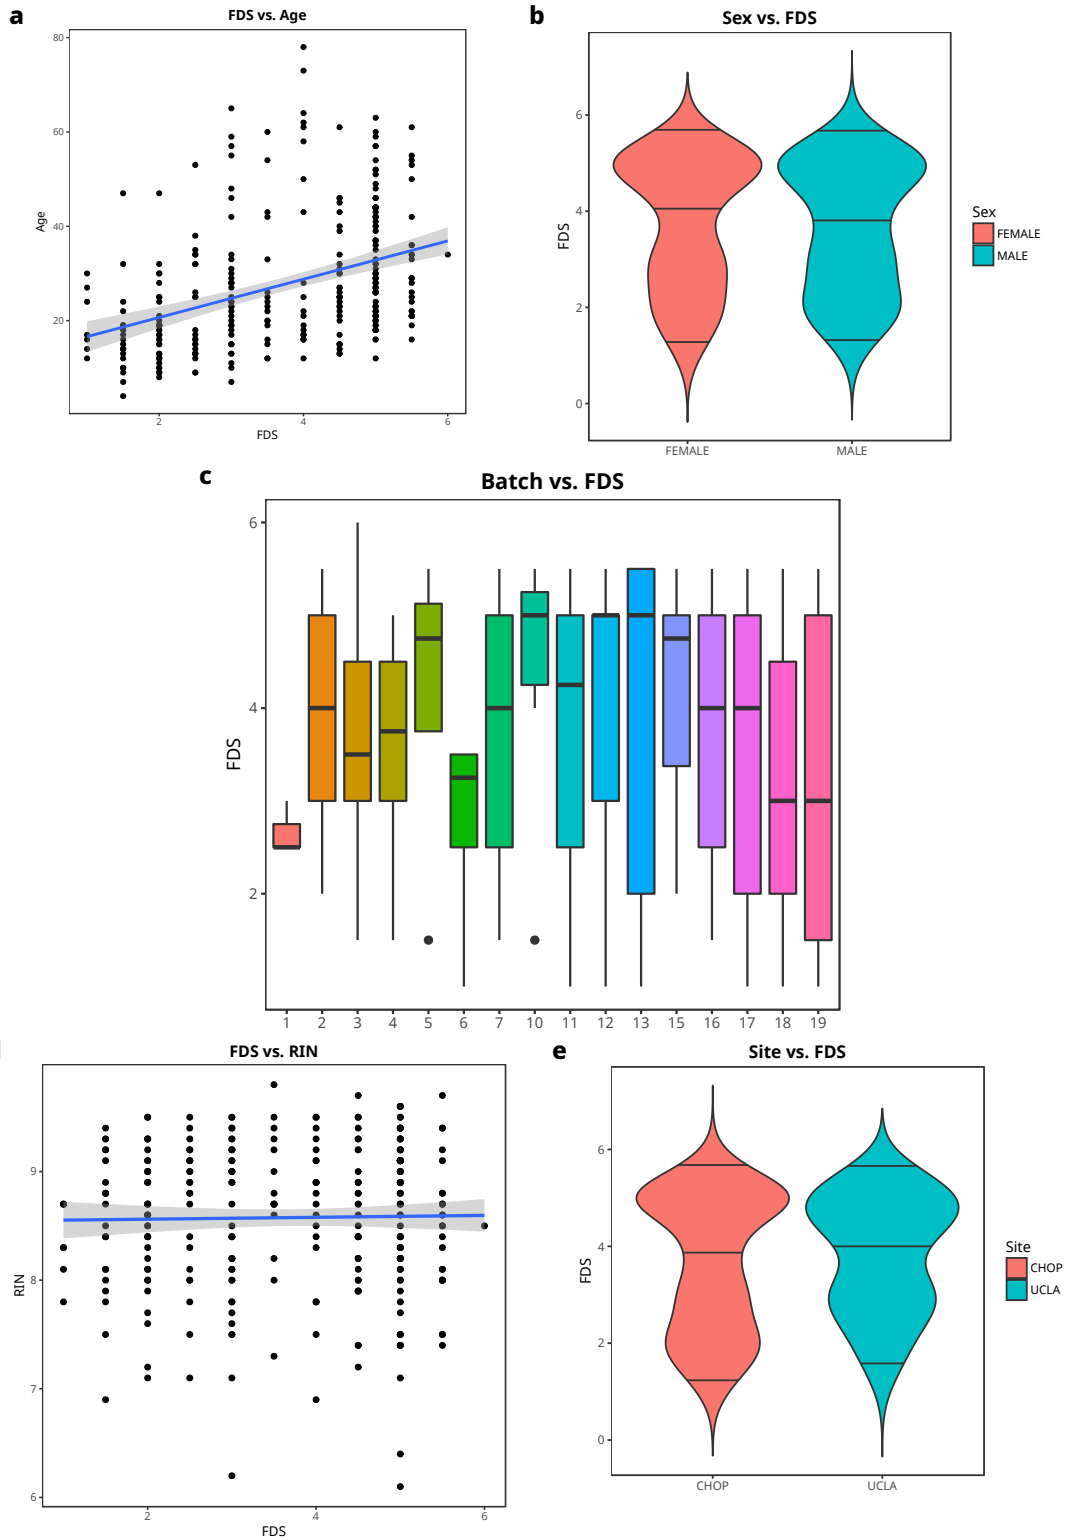 a
FDS vs. Age
80
60
40
20
Age
2 4 6
FDS
b
Sex vs. FDS
6
4
2
0
FDS
FEMALE MALE
Sex
FEMALE
MALE
c
Batch vs. FDS
6
4
2
FDS
1 2 3 4 5 6 7 10 11 12 13 15 16 17 18 19
FDS vs. RIN
9
8
7
6
RIN
2 4 6
FDS
e
Site vs. FDS
6
4
2
0
FDS
CHOP UCLA
Site
CHOP
UCLA